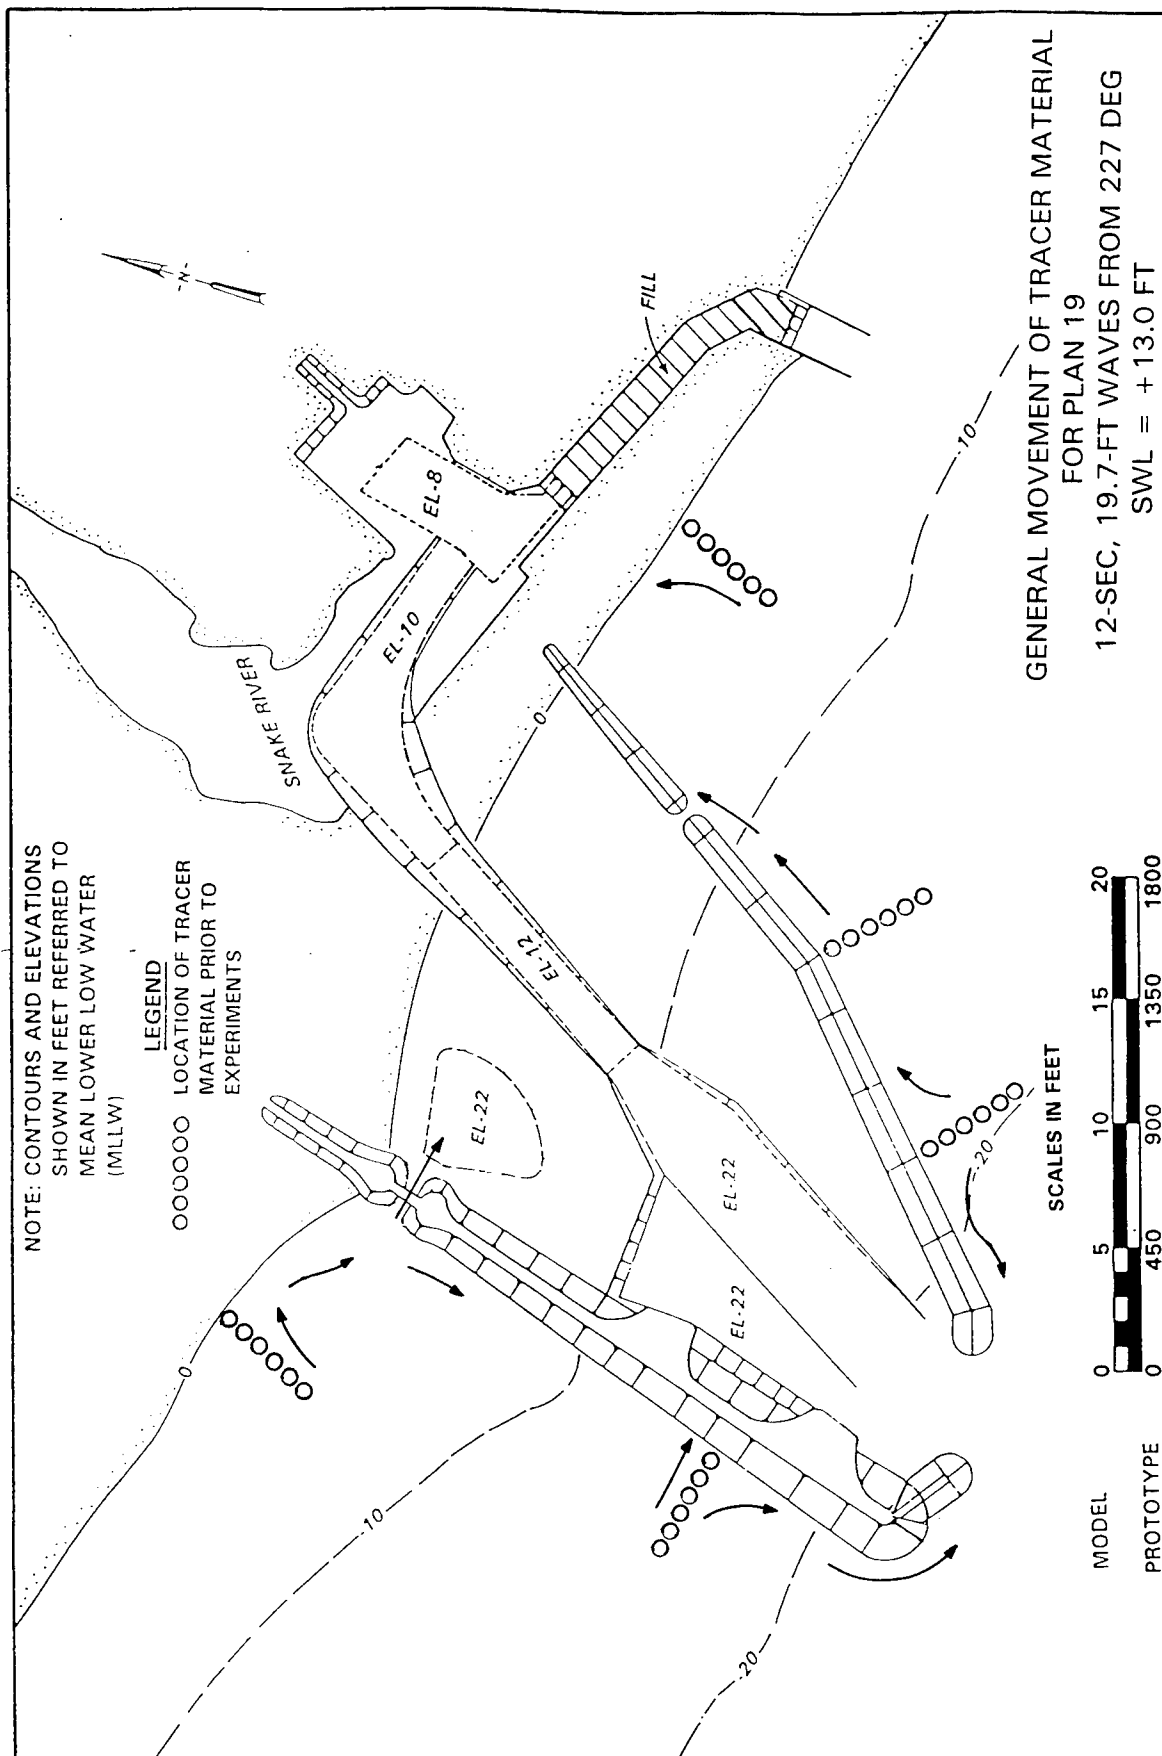 NOTE: CONTOURS AND ELEVATIONS
SHOWN IN FEET REFERRED TO
MEAN LOWER LOW WATER
(MLLW)
LEGEND
OOOOO LOCATION OF TRACER
MATERIAL PRIOR TO
EXPERIMENTS
SNAKE RIVER
-N-
EL-8
EL-10
EL-12
EL-22
EL-22
EL-22
FILL
0
0
-10
-10
-20
-20
SCALES IN FEET
MODEL 0 5 10 15 20
PROTOTYPE 0 450 900 1350 1800
GENERAL MOVEMENT OF TRACER MATERIAL
FOR PLAN 19
12-SEC, 19.7-FT WAVES FROM 227 DEG
SWL = +13.0 FT